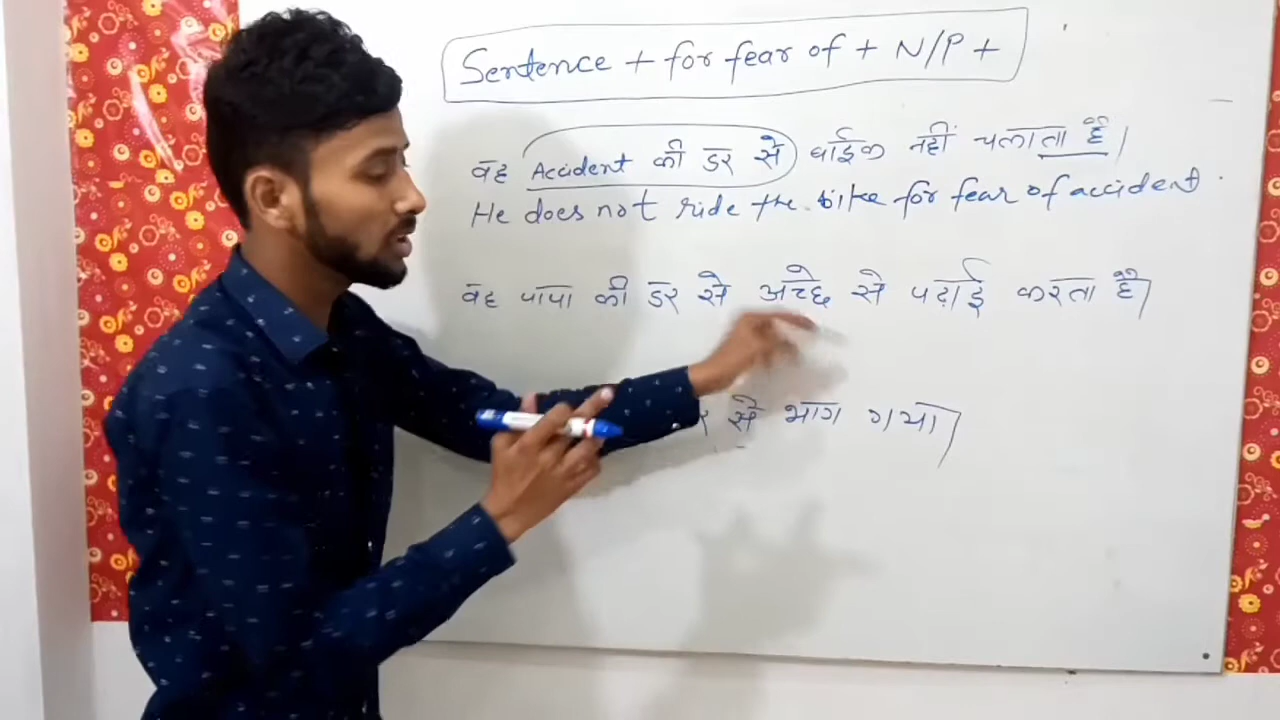 Sentence + for fear of + N/P +
वह Accident की डर से बाईक नहीं चलाता है।
He does not ride the bike for fear of accident.
वह पापा की डर से अच्छे से पढ़ाई करता है।
से भाग गया।